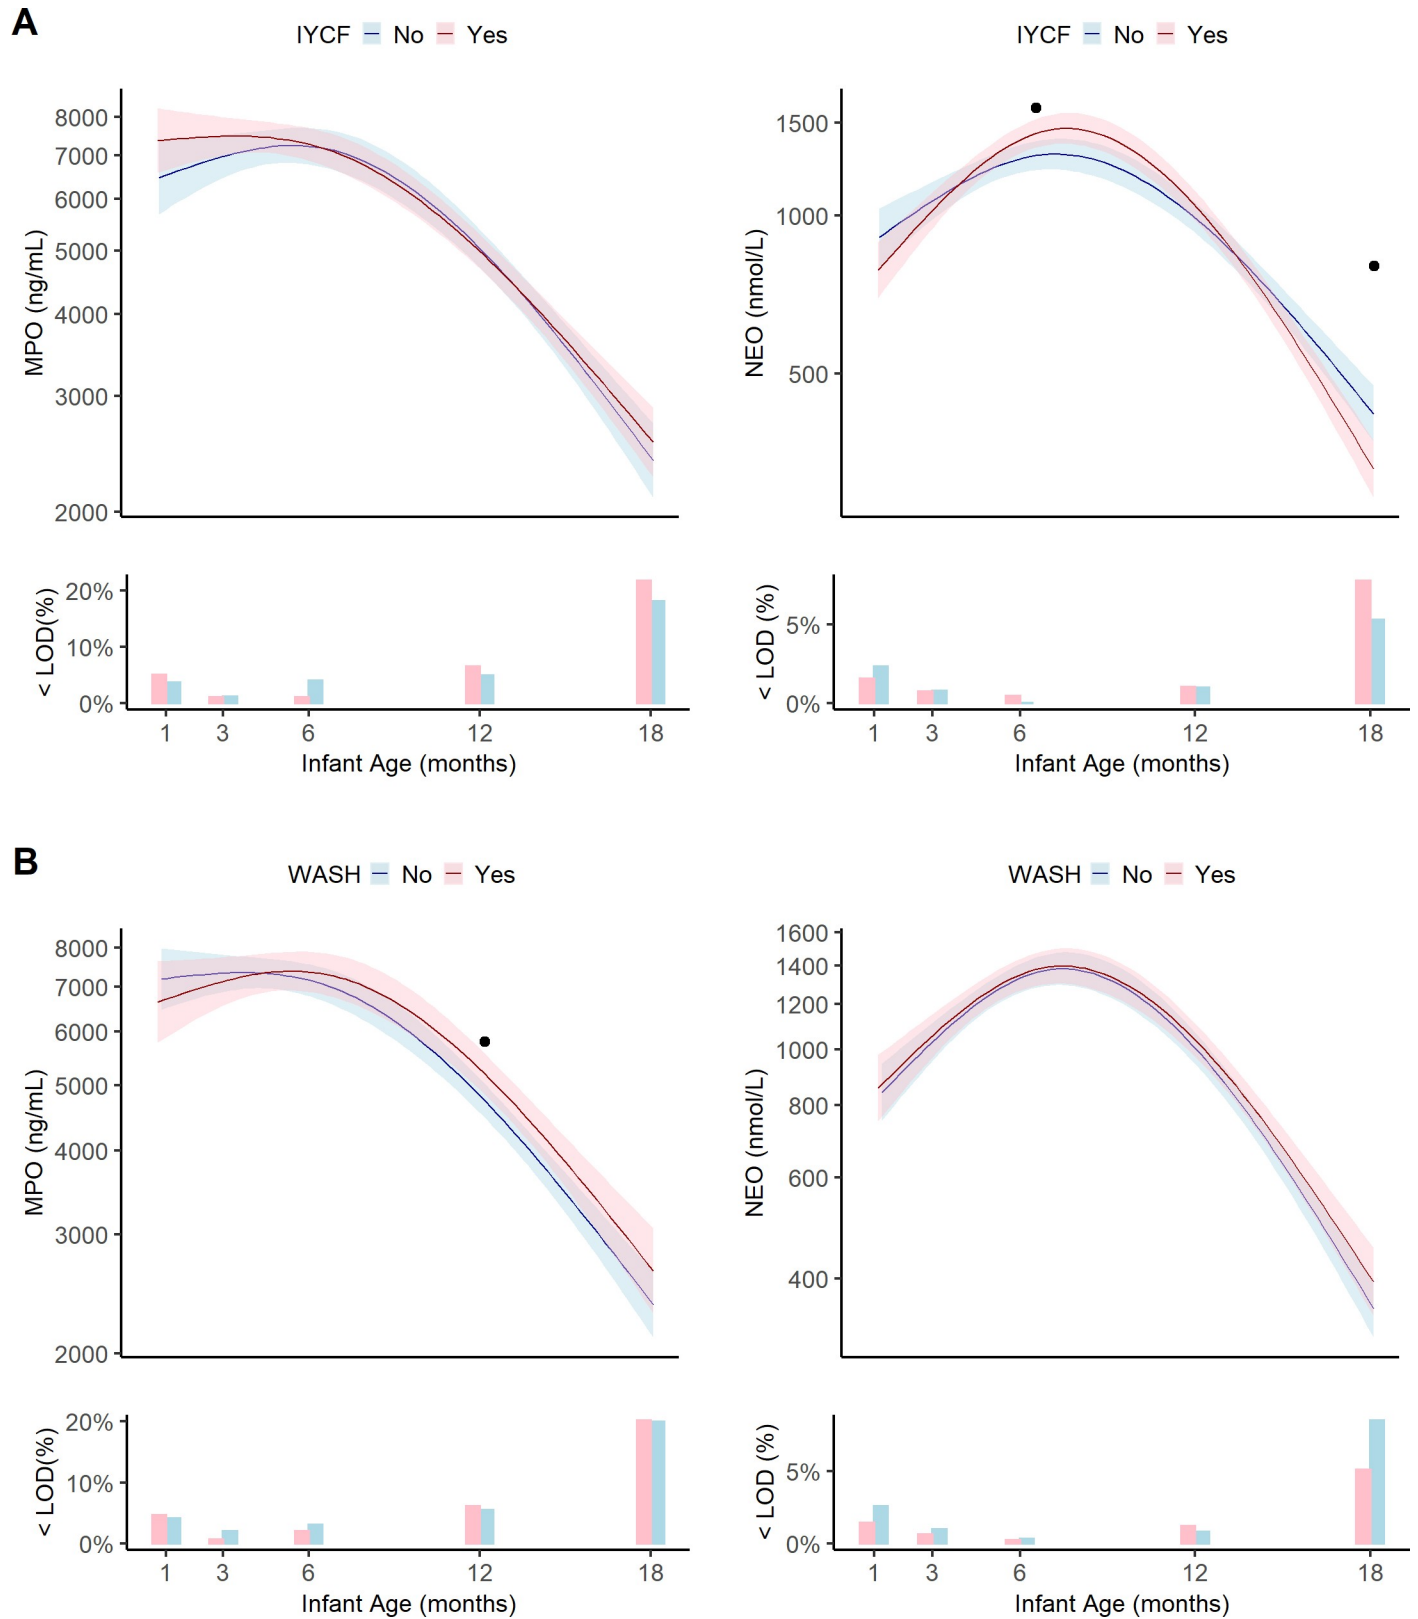 A
IYCF No Yes
IYCF No Yes
MPO (ng/mL)
8000
7000
6000
5000
4000
3000
2000
NEO (nmol/L)
1500
1000
500
< LOD(%)
20%
10%
0%
1 3 6 12 18
Infant Age (months)
< LOD (%)
5%
0%
1 3 6 12 18
Infant Age (months)
B
WASH No Yes
WASH No Yes
MPO (ng/mL)
8000
7000
6000
5000
4000
3000
2000
NEO (nmol/L)
1600
1400
1200
1000
800
600
400
< LOD(%)
20%
10%
0%
1 3 6 12 18
Infant Age (months)
< LOD (%)
5%
0%
1 3 6 12 18
Infant Age (months)